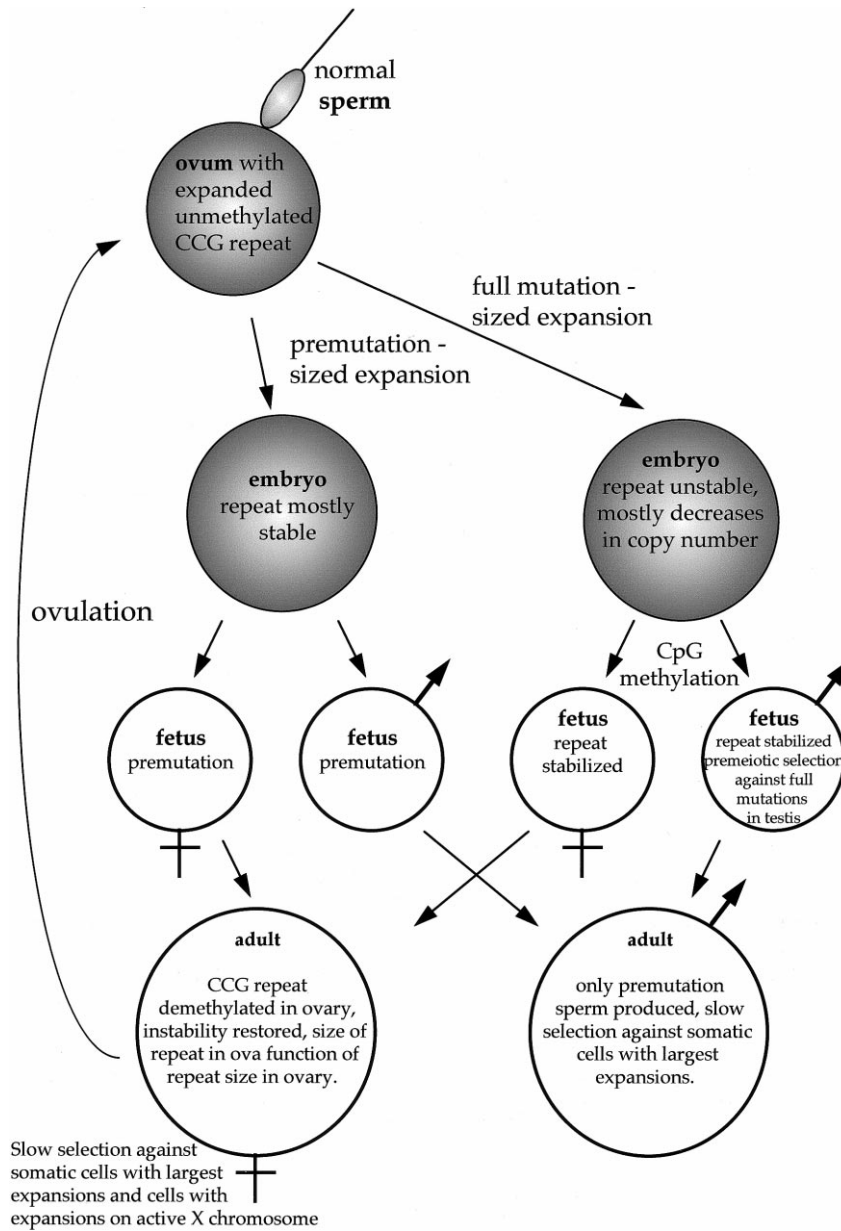 normal
sperm
ovum with
expanded
unmethylated
CCG repeat
full mutation -
sized expansion
premutation -
sized expansion
embryo
repeat mostly
stable
embryo
repeat unstable,
mostly decreases
in copy number
ovulation
CpG
methylation
fetus
premutation
fetus
premutation
fetus
repeat
stabilized
fetus
repeat stabilized
premeiotic selection
against full
mutations
in testis
adult
CCG repeat
demethylated in ovary,
instability restored, size of
repeat in ova function of
repeat size in ovary.
adult
only premutation
sperm produced, slow
selection against somatic
cells with largest
expansions.
Slow selection against
somatic cells with largest
expansions and cells with
expansions on active X chromosome